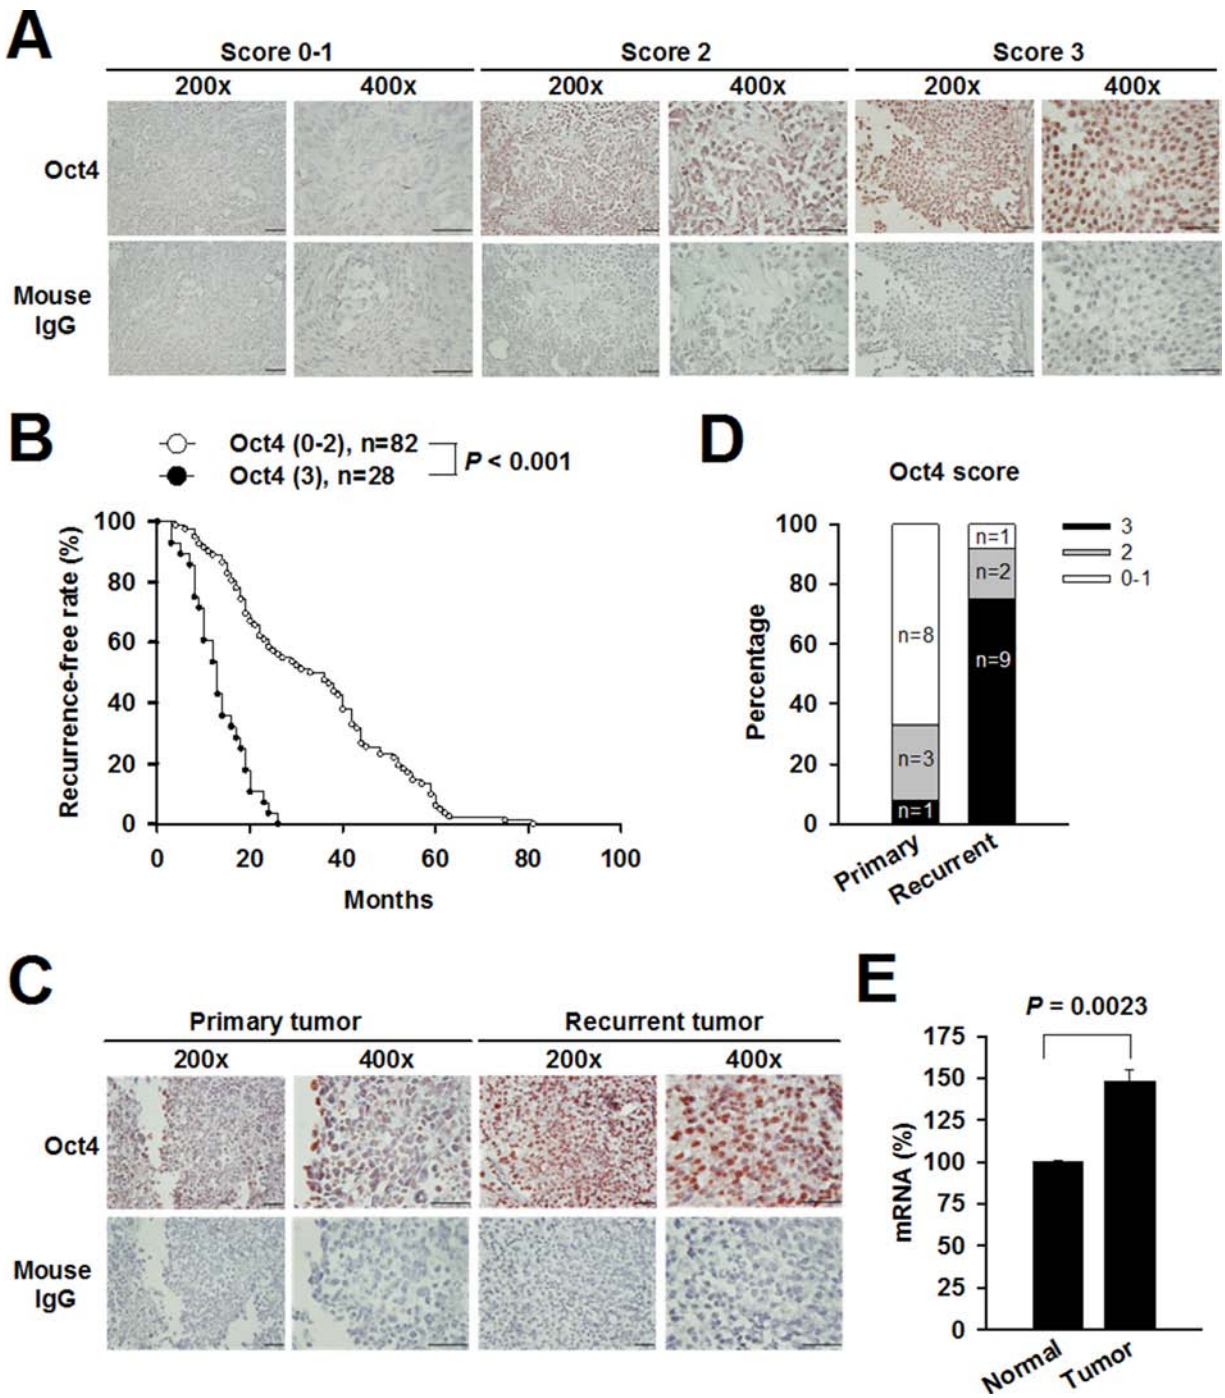 A
Score 0-1 Score 2 Score 3
200x 400x 200x 400x 200x 400x
Oct4
Mouse
IgG
B
Oct4 (0-2), n=82
Oct4 (3), n=28
P < 0.001
Recurrence-free rate (%)
100
80
60
40
20
0
0 20 40 60 80 100
Months
D
Oct4 score
Percentage
100
80
60
40
20
0
n=8
n=3
n=1
n=1
n=2
n=9
Primary
Recurrent
3
2
0-1
C
Primary tumor Recurrent tumor
200x 400x 200x 400x
Oct4
Mouse
IgG
E
P = 0.0023
mRNA (%)
175
150
125
100
75
50
25
0
Normal
Tumor